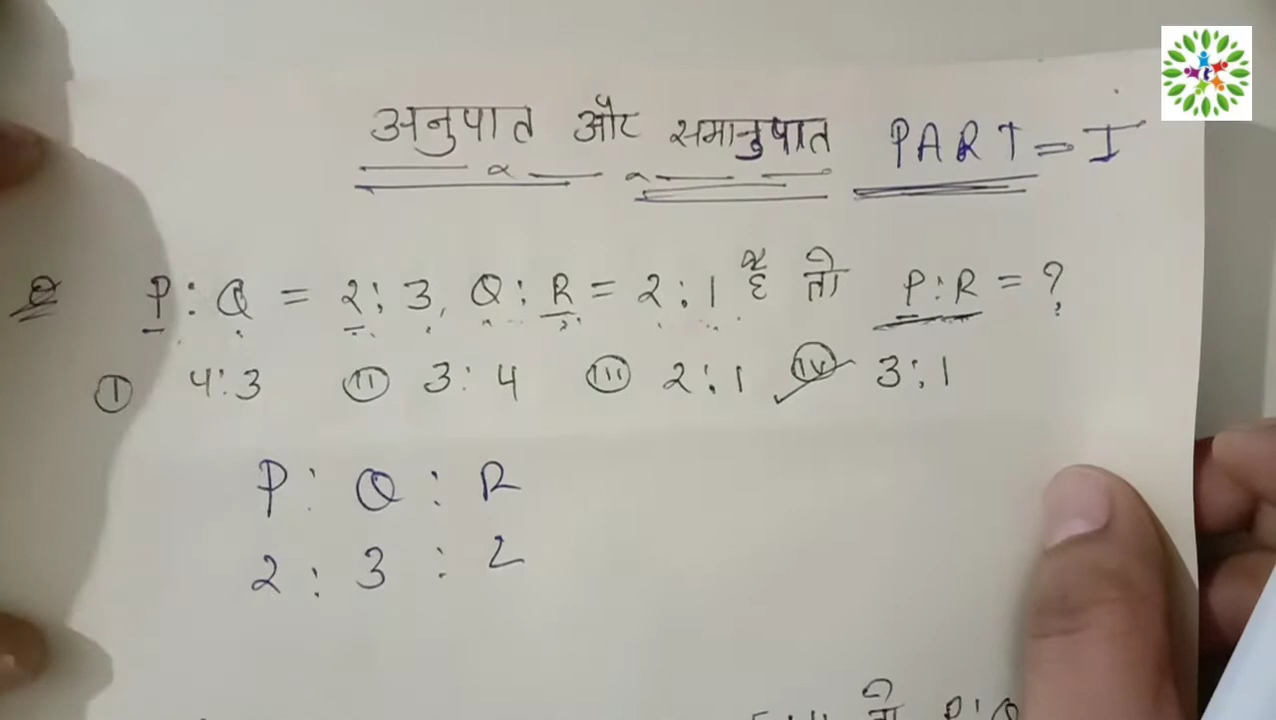 अनुपात और समानुपात PART - I
Q P : Q = 2 : 3, Q : R = 2 : 1 है तो P : R = ?
(I) 4 : 3 (II) 3 : 4 (III) 2 : 1 (IV) 3 : 1
P : Q : R
2 : 3 : 2
तो P : Q